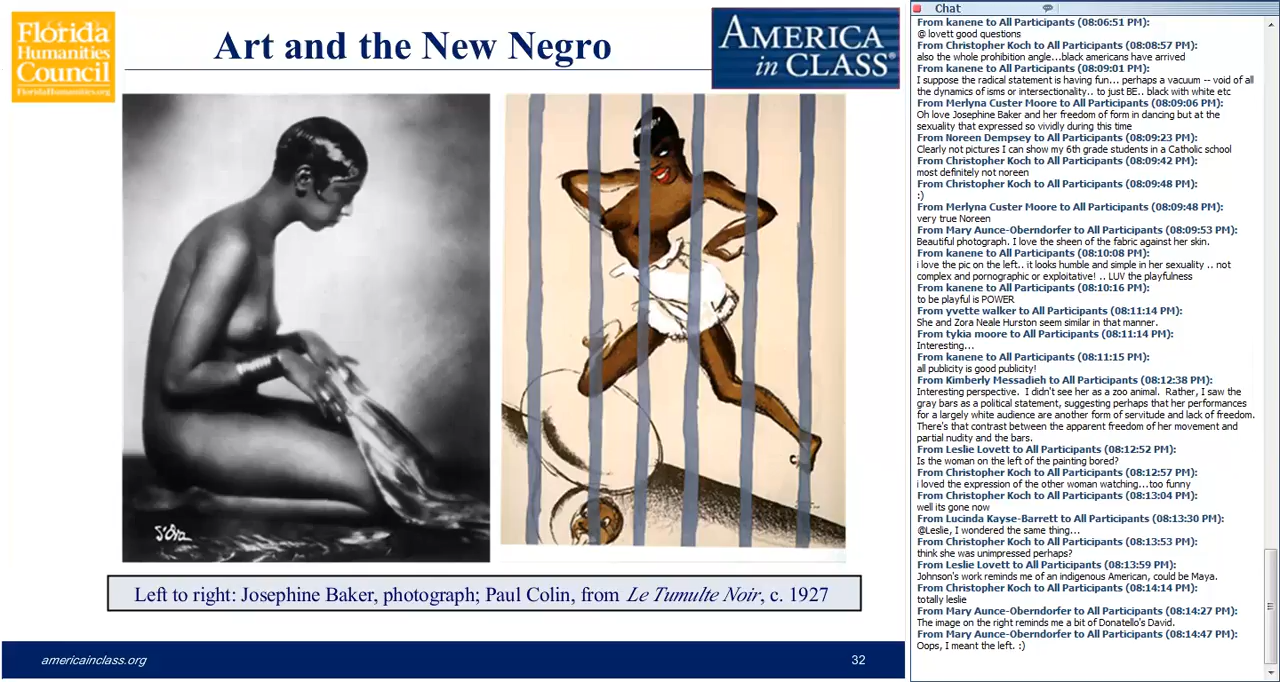 Florida
Humanities
Council
FloridaHumanities.org
Art and the New Negro
AMERICA
in CLASS®
S'Ora
Left to right: Josephine Baker, photograph; Paul Colin, from Le Tumulte Noir, c. 1927
americainclass.org
32
Chat
From kanene to All Participants (08:06:51 PM):
@ lovett good questions
From Christopher Koch to All Participants (08:08:57 PM):
also the whole prohibition angle...black americans have arrived
From kanene to All Participants (08:09:01 PM):
I suppose the radical statement is having fun... perhaps a vacuum -- void of all
the dynamics of isms or intersectionality.. to just BE.. black with white etc
From Merlyna Custer Moore to All Participants (08:09:06 PM):
Oh love Josephine Baker and her freedom of form in dancing but at the
sexuality that expressed so vividly during this time
From Noreen Dempsey to All Participants (08:09:23 PM):
Clearly not pictures I can show my 6th grade students in a Catholic school
From Christopher Koch to All Participants (08:09:42 PM):
most definitely not noreen
From Christopher Koch to All Participants (08:09:48 PM):
:)
From Merlyna Custer Moore to All Participants (08:09:48 PM):
very true Noreen
From Mary Aunce-Oberndorfer to All Participants (08:09:53 PM):
Beautiful photograph. I love the sheen of the fabric against her skin.
From kanene to All Participants (08:10:08 PM):
i love the pic on the left.. it looks humble and simple in her sexuality .. not
complex and pornographic or exploitative! .. LUV the playfulness
From kanene to All Participants (08:10:16 PM):
to be playful is POWER
From yvette walker to All Participants (08:11:14 PM):
She and Zora Neale Hurston seem similar in that manner.
From tykia moore to All Participants (08:11:14 PM):
Interesting...
From kanene to All Participants (08:11:15 PM):
all publicity is good publicity!
From Kimberly Messadieh to All Participants (08:12:38 PM):
Interesting perspective. I didn't see her as a zoo animal. Rather, I saw the
gray bars as a political statement, suggesting perhaps that her performances
for a largely white audience are another form of servitude and lack of freedom.
There's that contrast between the apparent freedom of her movement and
partial nudity and the bars.
From Leslie Lovett to All Participants (08:12:52 PM):
Is the woman on the left of the painting bored?
From Christopher Koch to All Participants (08:12:57 PM):
i loved the expression of the other woman watching...too funny
From Christopher Koch to All Participants (08:13:04 PM):
well its gone now
From Lucinda Kayse-Barrett to All Participants (08:13:30 PM):
@Leslie, I wondered the same thing...
From Christopher Koch to All Participants (08:13:53 PM):
think she was unimpressed perhaps?
From Leslie Lovett to All Participants (08:13:59 PM):
Johnson's work reminds me of an indigenous American, could be Maya.
From Christopher Koch to All Participants (08:14:14 PM):
totally leslie
From Mary Aunce-Oberndorfer to All Participants (08:14:27 PM):
The image on the right reminds me a bit of Donatello's David.
From Mary Aunce-Oberndorfer to All Participants (08:14:47 PM):
Oops, I meant the left. :)